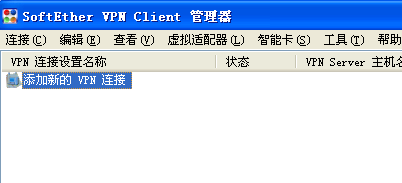 SoftEther VPN Client 管理器
连接(C) 编辑(E) 查看(V) 虚拟适配器(L) 智能卡(S) 工具(T) 帮助
VPN 连接设置名称 状态 VPN Server 主机名
添加新的 VPN 连接